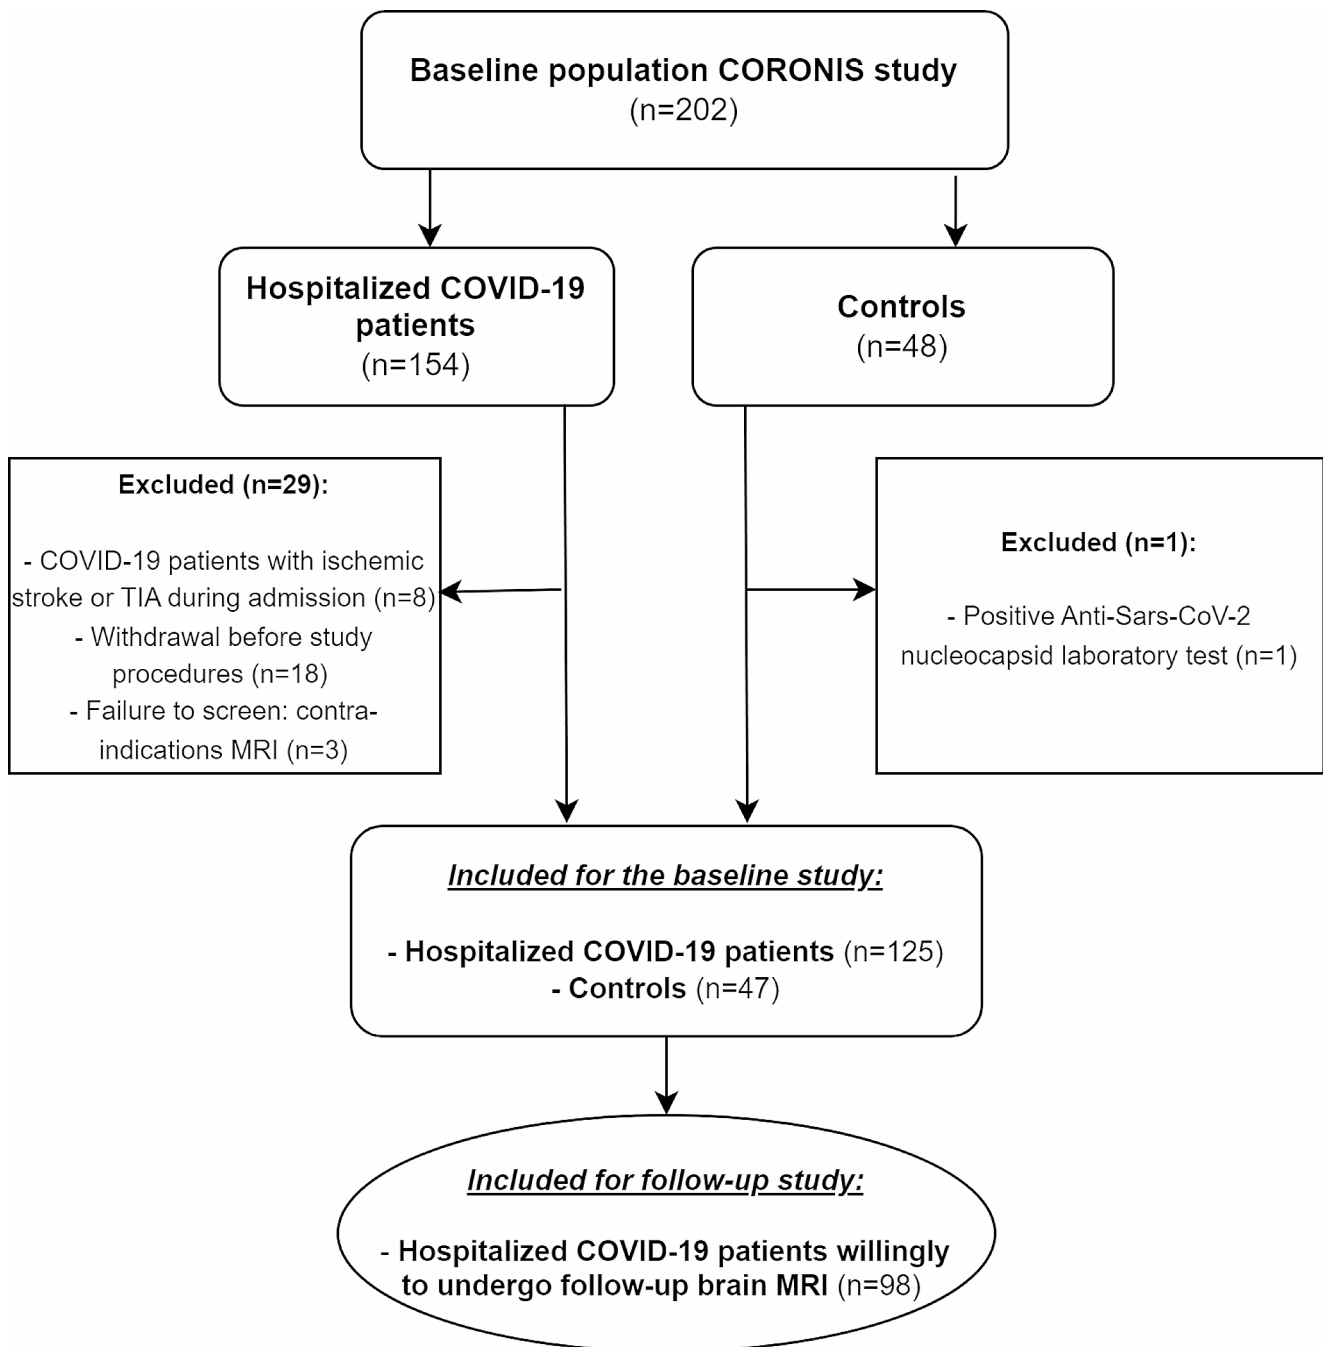 Baseline population CORONIS study
(n=202)
Hospitalized COVID-19
patients
(n=154)
Controls
(n=48)
Excluded (n=29):
- COVID-19 patients with ischemic
stroke or TIA during admission (n=8)
- Withdrawal before study
procedures (n=18)
- Failure to screen: contra-
indications MRI (n=3)
Excluded (n=1):
- Positive Anti-Sars-CoV-2
nucleocapsid laboratory test (n=1)
Included for the baseline study:
- Hospitalized COVID-19 patients (n=125)
- Controls (n=47)
Included for follow-up study:
- Hospitalized COVID-19 patients willingly
to undergo follow-up brain MRI (n=98)